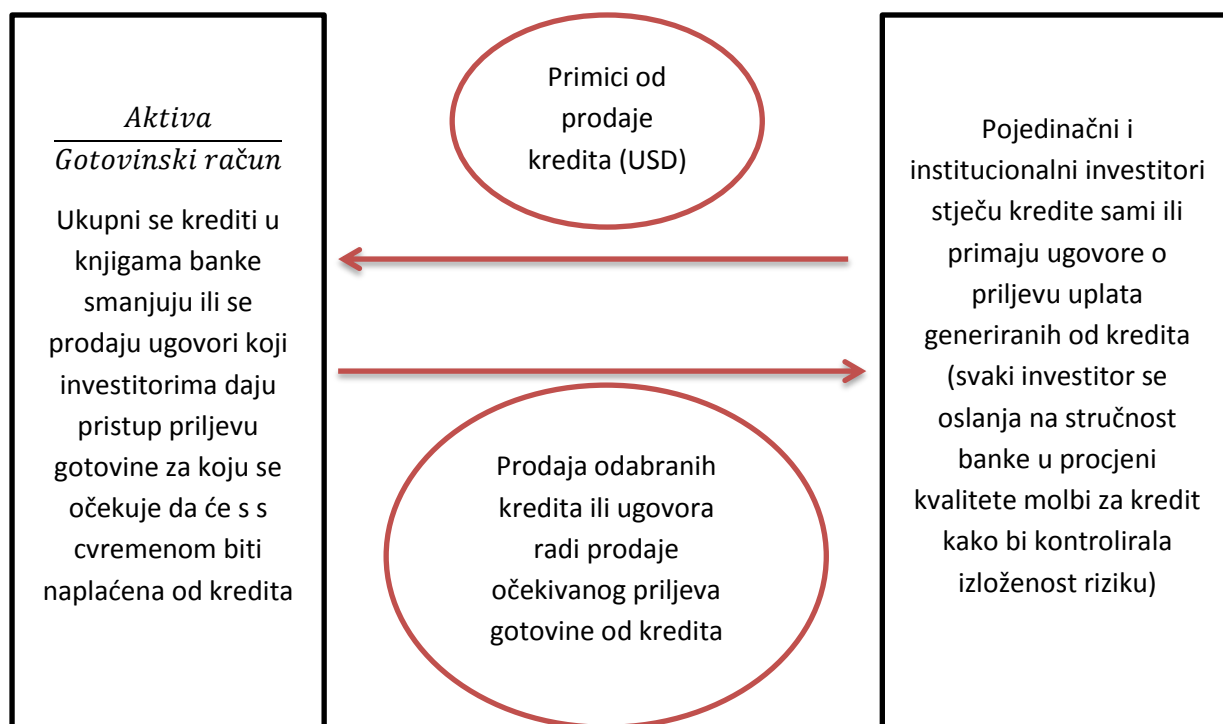 Aktiva
Gotovinski račun
Ukupni se krediti u
knjigama banke
smanjuju ili se
prodaju ugovori koji
investitorima daju
pristup priljevu
gotovine za koju se
očekuje da će s s
cvremenom biti
naplaćena od kredita
Primici od
prodaje
kredita (USD)
Prodaja odabranih
kredita ili ugovora
radi prodaje
očekivanog priljeva
gotovine od kredita
Pojedinačni i
institucionalni investitori
stječu kredite sami ili
primaju ugovore o
priljevu uplata
generiranih od kredita
(svaki investitor se
oslanja na stručnost
banke u procjeni
kvalitete molbi za kredit
kako bi kontrolirala
izloženost riziku)